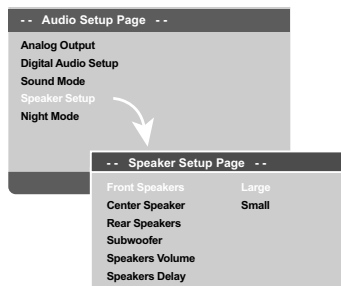 - -  Audio Setup Page  - -
Analog Output
Digital Audio Setup
Sound Mode
Speaker Setup
Night Mode
- -  Speaker Setup Page  - -
Front Speakers Large
Center Speaker Small
Rear Speakers
Subwoofer
Speakers Volume
Speakers Delay